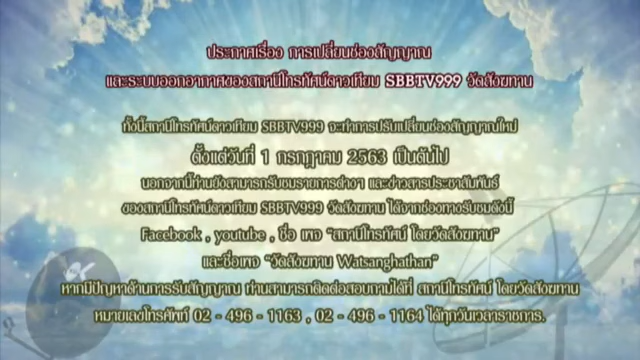 ประกาศเรื่อง การเปลี่ยนช่องสัญญาณ
และระบบออกอากาศของสถานีโทรทัศน์ดาวเทียม SBBTV999 วัดสังฆทาน
ทั้งนี้สถานีโทรทัศน์ดาวเทียม SBBTV999 จะทำการปรับเปลี่ยนช่องสัญญาณใหม่
ตั้งแต่วันที่ 1 กรกฎาคม 2563 เป็นต้นไป
นอกจากนี้ท่านยังสามารถรับชมรายการต่างๆ และข่าวสารประชาสัมพันธ์
ของสถานีโทรทัศน์ดาวเทียม SBBTV999 วัดสังฆทาน ได้จากช่องทางรับชมดังนี้
Facebook , youtube , ชื่อ เพจ "สถานีโทรทัศน์ โดยวัดสังฆทาน"
และชื่อเพจ "วัดสังฆทาน Watsanghathan"
หากมีปัญหาด้านการรับสัญญาณ ท่านสามารถติดต่อสอบถามได้ที่ สถานีโทรทัศน์ โดยวัดสังฆทาน
หมายเลขโทรศัพท์ 02 - 496 - 1163 , 02 - 496 - 1164 ได้ทุกวันเวลาราชการ.